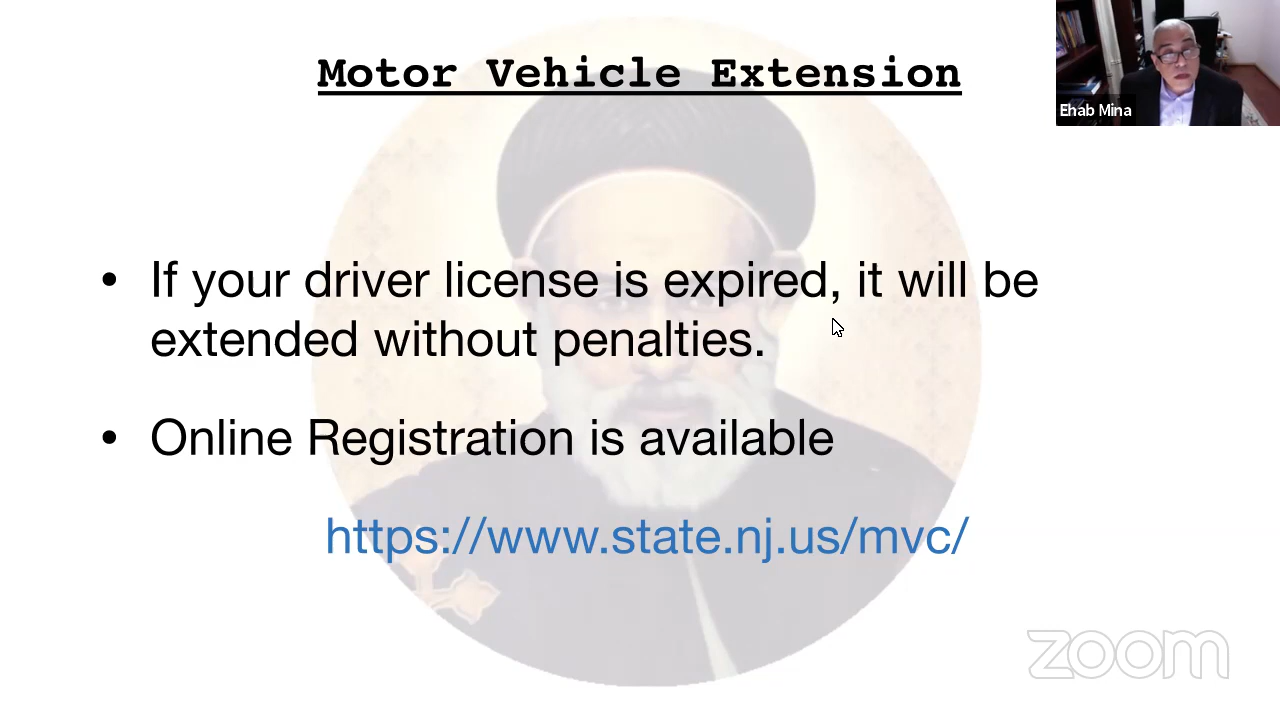 Motor Vehicle Extension
Ehab Mina
• If your driver license is expired, it will be
extended without penalties.
• Online Registration is available
https://www.state.nj.us/mvc/
zoom